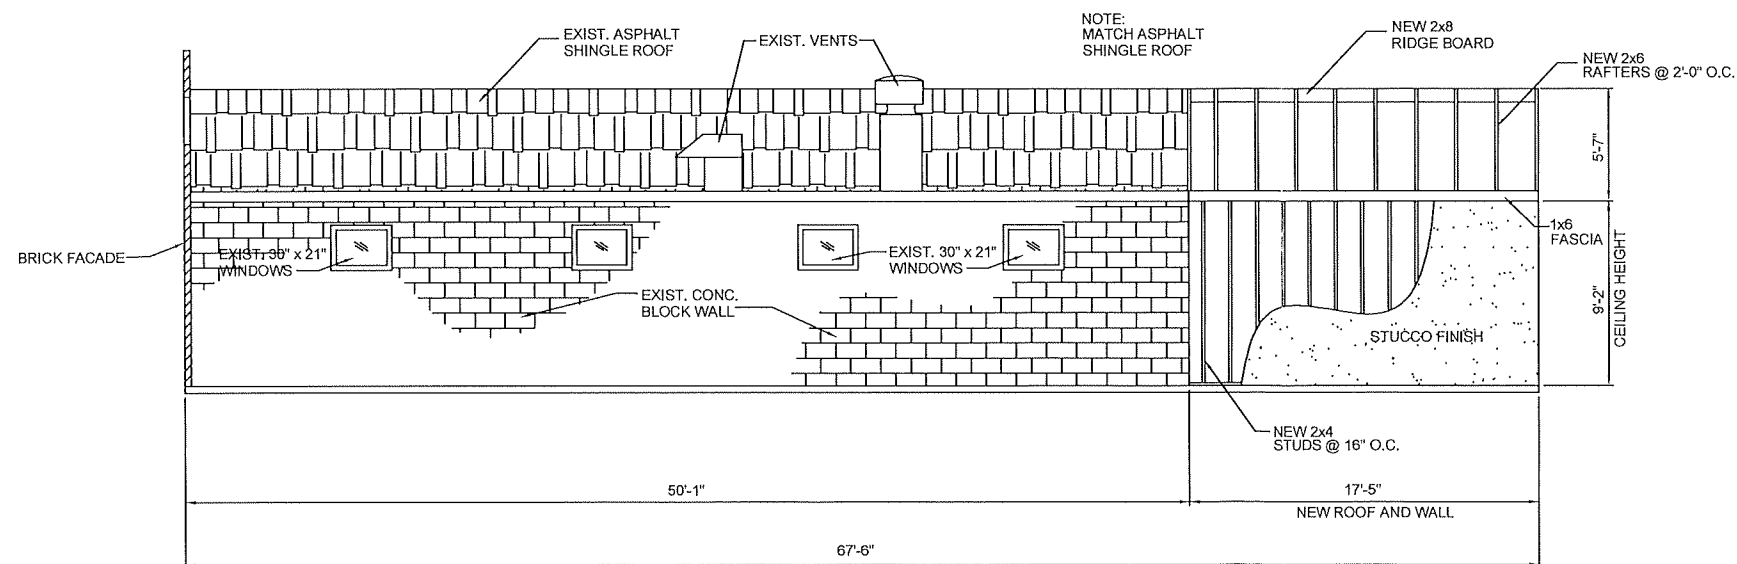 NOTE:
MATCH ASPHALT
SHINGLE ROOF
EXIST. ASPHALT
SHINGLE ROOF
EXIST. VENTS
NEW 2x8
RIDGE BOARD
NEW 2x6
RAFTERS @ 2'-0" O.C.
5'-7"
BRICK FACADE
EXIST. 30" x 21"
WINDOWS
EXIST. 30" x 21"
WINDOWS
1x6
FASCIA
EXIST. CONC.
BLOCK WALL
9'-2"
CEILING HEIGHT
STUCCO FINISH
NEW 2x4
STUDS @ 16" O.C.
50'-1"
17'-5"
NEW ROOF AND WALL
67'-6"